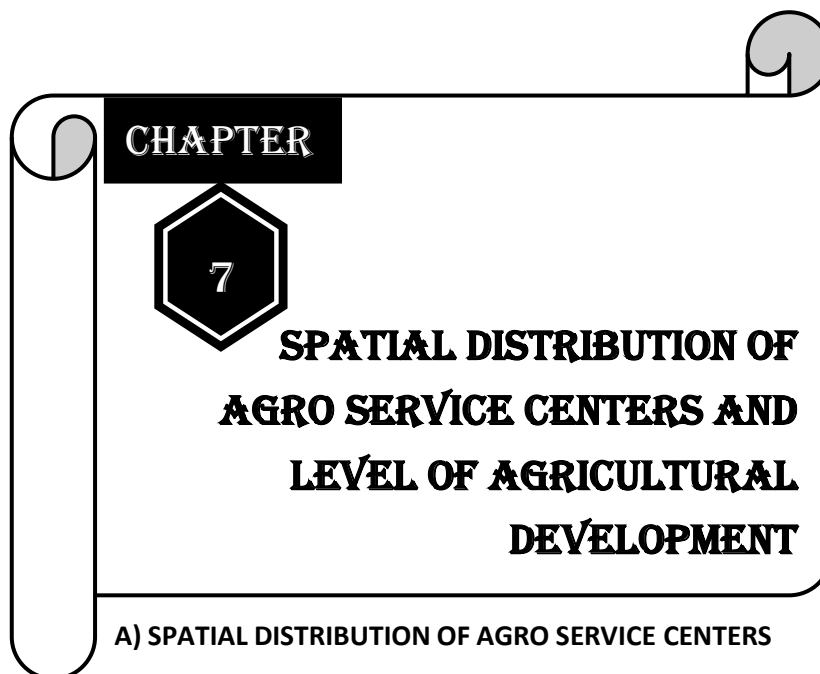 CHAPTER
7
SPATIAL DISTRIBUTION OF
AGRO SERVICE CENTERS AND
LEVEL OF AGRICULTURAL
DEVELOPMENT
A) SPATIAL DISTRIBUTION OF AGRO SERVICE CENTERS